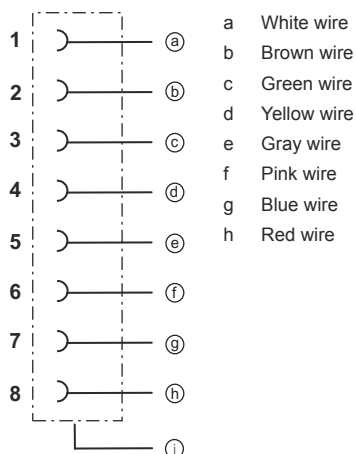 1 ⓐ
2 ⓑ
3 ⓒ
4 ⓓ
5 ⓔ
6 ⓕ
7 ⓖ
8 ⓗ
ⓘ
a White wire
b Brown wire
c Green wire
d Yellow wire
e Gray wire
f Pink wire
g Blue wire
h Red wire